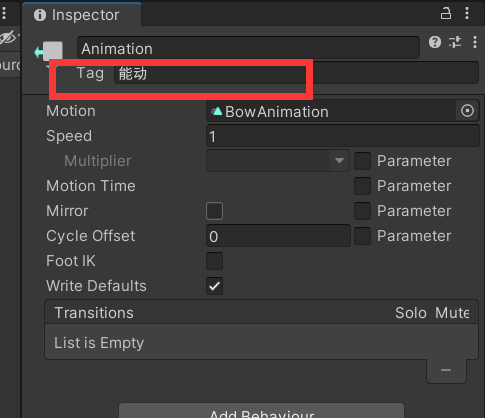 Inspector
ourc
Animation
Tag 能动
Motion BowAnimation
Speed 1
Multiplier Parameter
Motion Time Parameter
Mirror Parameter
Cycle Offset 0 Parameter
Foot IK
Write Defaults
Transitions Solo Mute
List is Empty
Add Behaviour